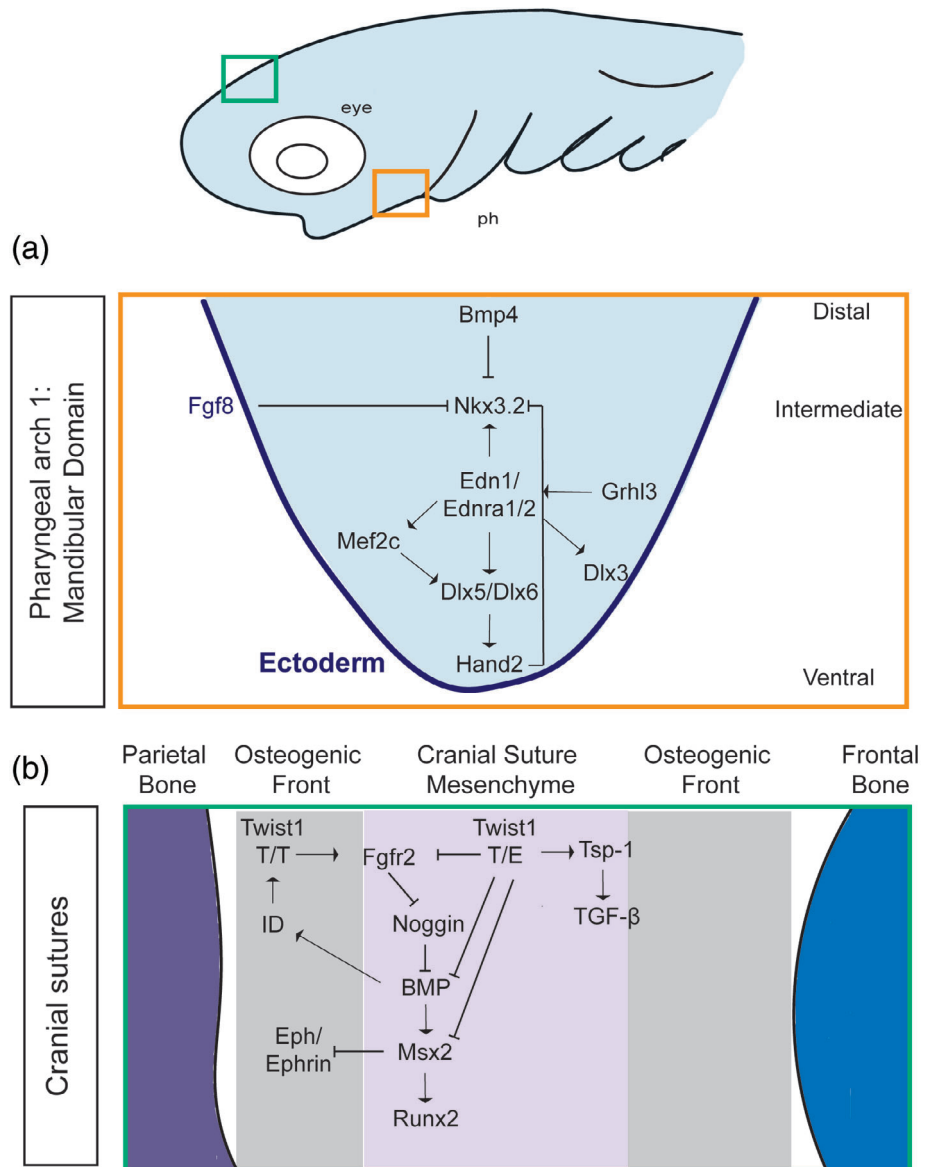 eye
ph
(a)
Pharyngeal arch 1:
Mandibular Domain
Distal
Bmp4
Fgf8
Nkx3.2
Intermediate
Edn1/
Ednra1/2
Grhl3
Mef2c
Dlx3
Dlx5/Dlx6
Ectoderm
Hand2
Ventral
(b)
Parietal
Bone
Osteogenic
Front
Cranial Suture
Mesenchyme
Osteogenic
Front
Frontal
Bone
Cranial sutures
Twist1
T/T
Twist1
T/E
Fgfr2
Tsp-1
ID
Noggin
TGF-β
BMP
Eph/
Ephrin
Msx2
Runx2